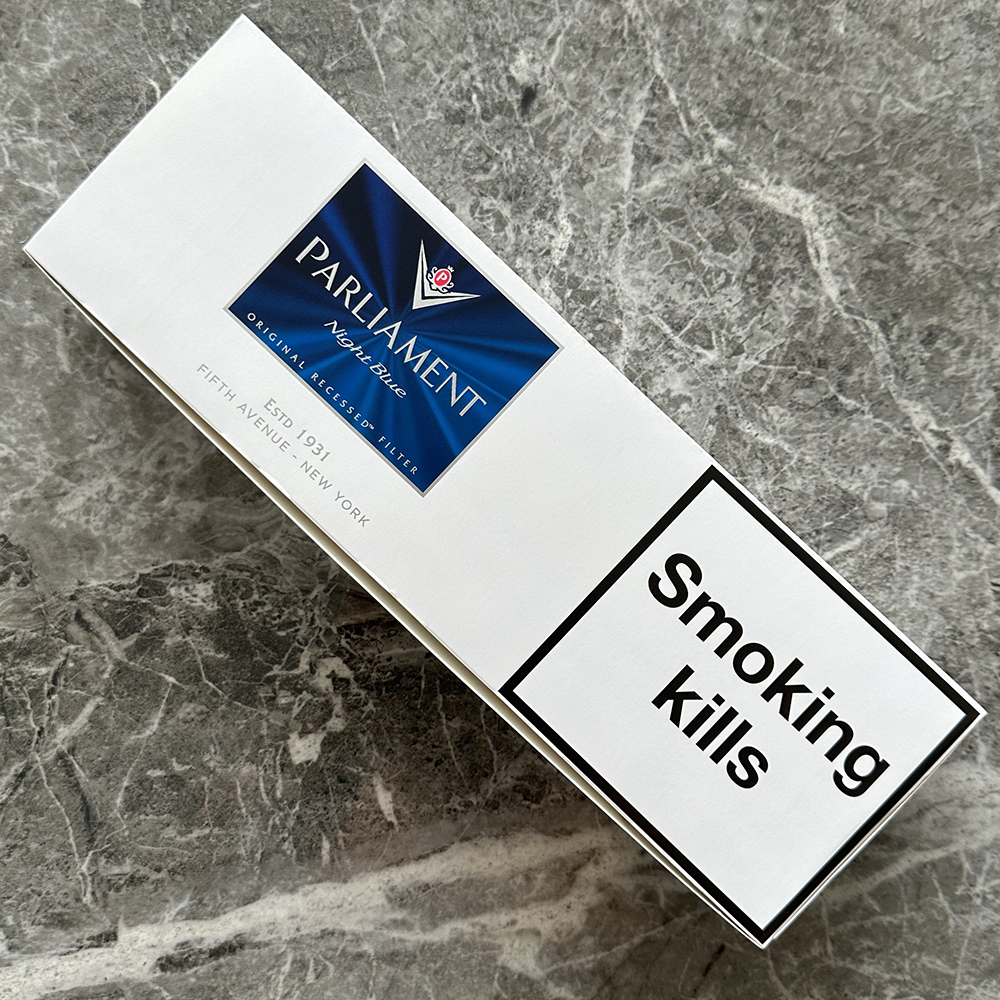 P
PARLIAMENT
Night Blue
ORIGINAL RECESSED™ FILTER
ESTD 1931
FIFTH AVENUE - NEW YORK
Smoking
kills